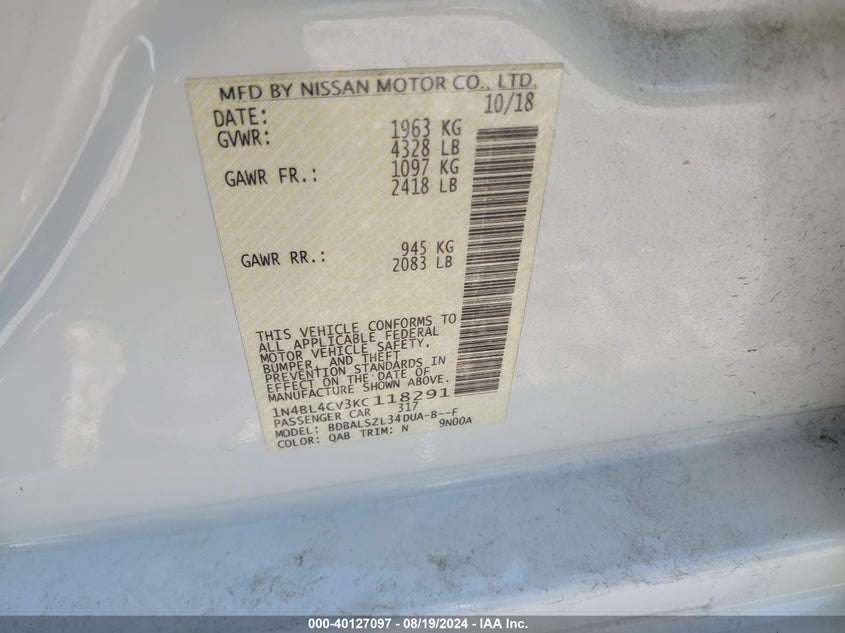 MFD BY NISSAN MOTOR CO., LTD.
DATE: 10/18
GVWR: 1963 KG
4328 LB
GAWR FR.: 1097 KG
2418 LB
GAWR RR.: 945 KG
2083 LB
THIS VEHICLE CONFORMS TO
ALL APPLICABLE FEDERAL
MOTOR VEHICLE SAFETY,
BUMPER, AND THEFT
PREVENTION STANDARDS IN
EFFECT ON THE DATE OF
MANUFACTURE SHOWN ABOVE.
1N4BL4CV3KC118291
PASSENGER CAR 317
MODEL: BDBALSZL34DUA-B--F
COLOR: QAB TRIM: N 9N00A
000-40127097 - 08/19/2024 - IAA Inc.